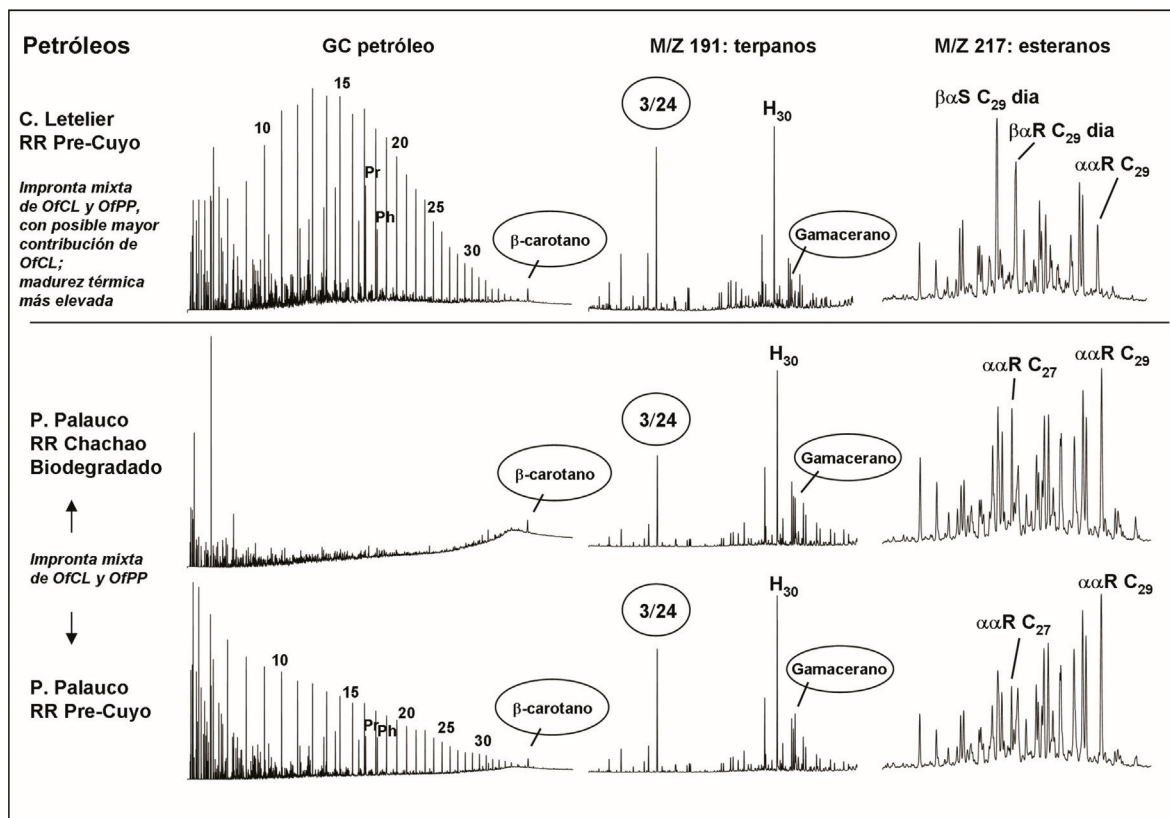 Petróleos
GC petróleo
M/Z 191: terpanos
M/Z 217: esteranos
C. Letelier
RR Pre-Cuyo
Impronta mixta
de OfCL y OfPP,
con posible mayor
contribución de
OfCL;
madurez térmica
más elevada
10
15
20
Pr
Ph
25
30
β-carotano
3/24
H30
Gamacerano
βαS C29 dia
βαR C29 dia
ααR C29
P. Palauco
RR Chachao
Biodegradado
β-carotano
3/24
H30
Gamacerano
ααR C27
ααR C29
Impronta mixta
de OfCL y OfPP
P. Palauco
RR Pre-Cuyo
10
15
Pr
Ph
20
25
30
β-carotano
3/24
H30
Gamacerano
ααR C27
ααR C29